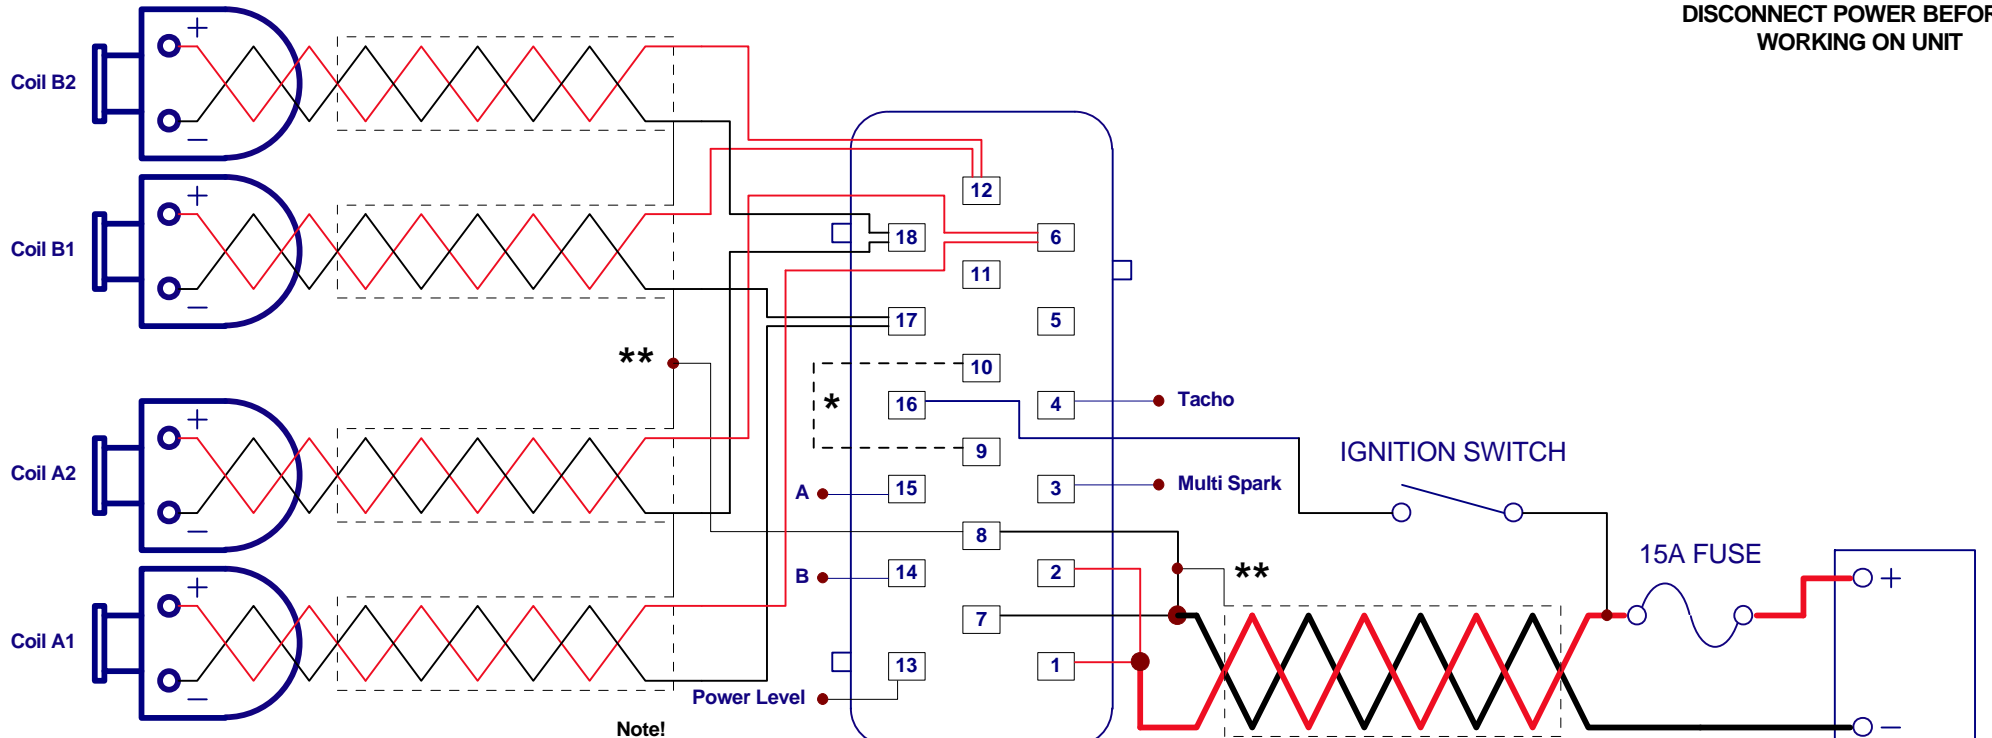 DISCONNECT POWER BEFOR
WORKING ON UNIT
+
Coil B2
−
12
+
Coil B1
−
18
6
11
17
5
**
10
*
16
4
Tacho
+
9
IGNITION SWITCH
Coil A2
−
A
15
3
Multi Spark
8
15A FUSE
B
14
2
**
+
+
7
Coil A1
−
13
1
Power Level
Note!
−